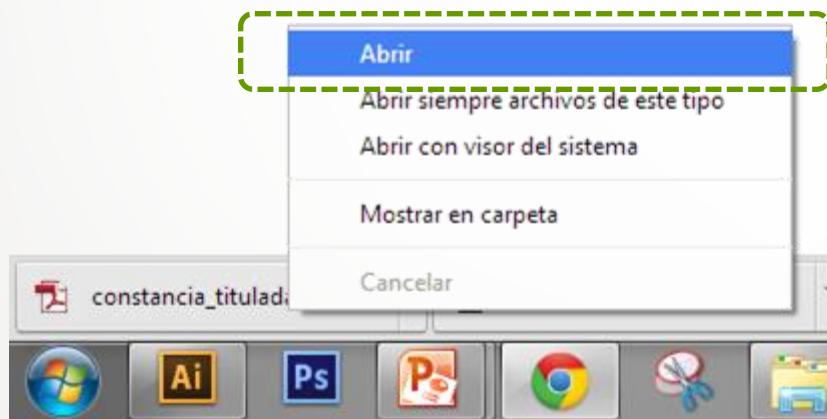 Abrir
Abrir siempre archivos de este tipo
Abrir con visor del sistema
Mostrar en carpeta
Cancelar
constancia_titulada
Ai
Ps
P